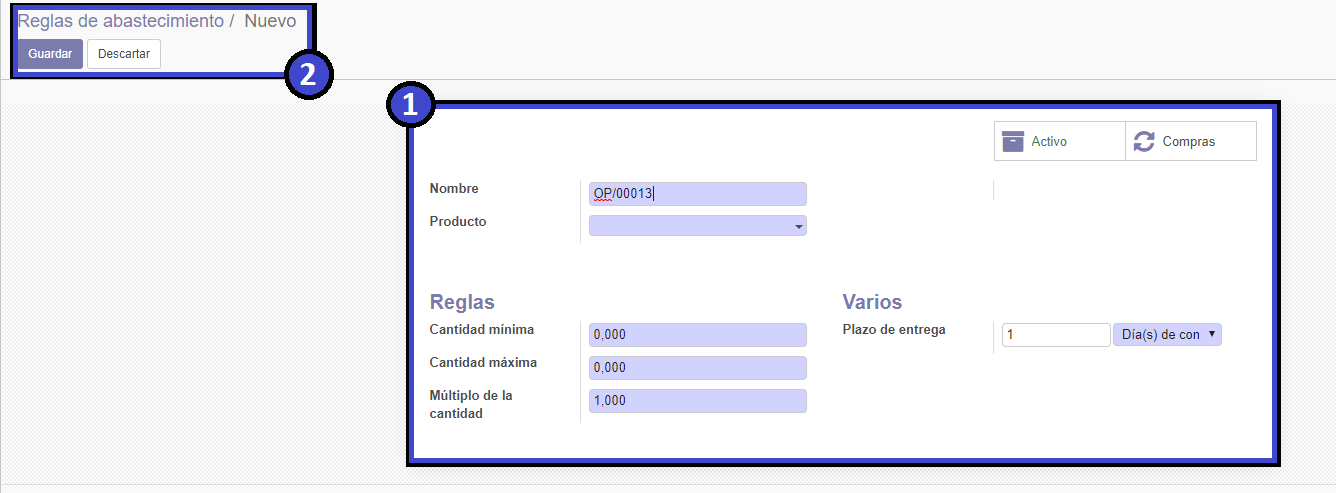 Reglas de abastecimiento / Nuevo
Guardar Descartar
2
1
Activo Compras
Nombre OP/00013
Producto
Reglas Varios
Cantidad mínima 0,000 Plazo de entrega 1 Día(s) de con
Cantidad máxima 0,000
Múltiplo de la
cantidad 1,000